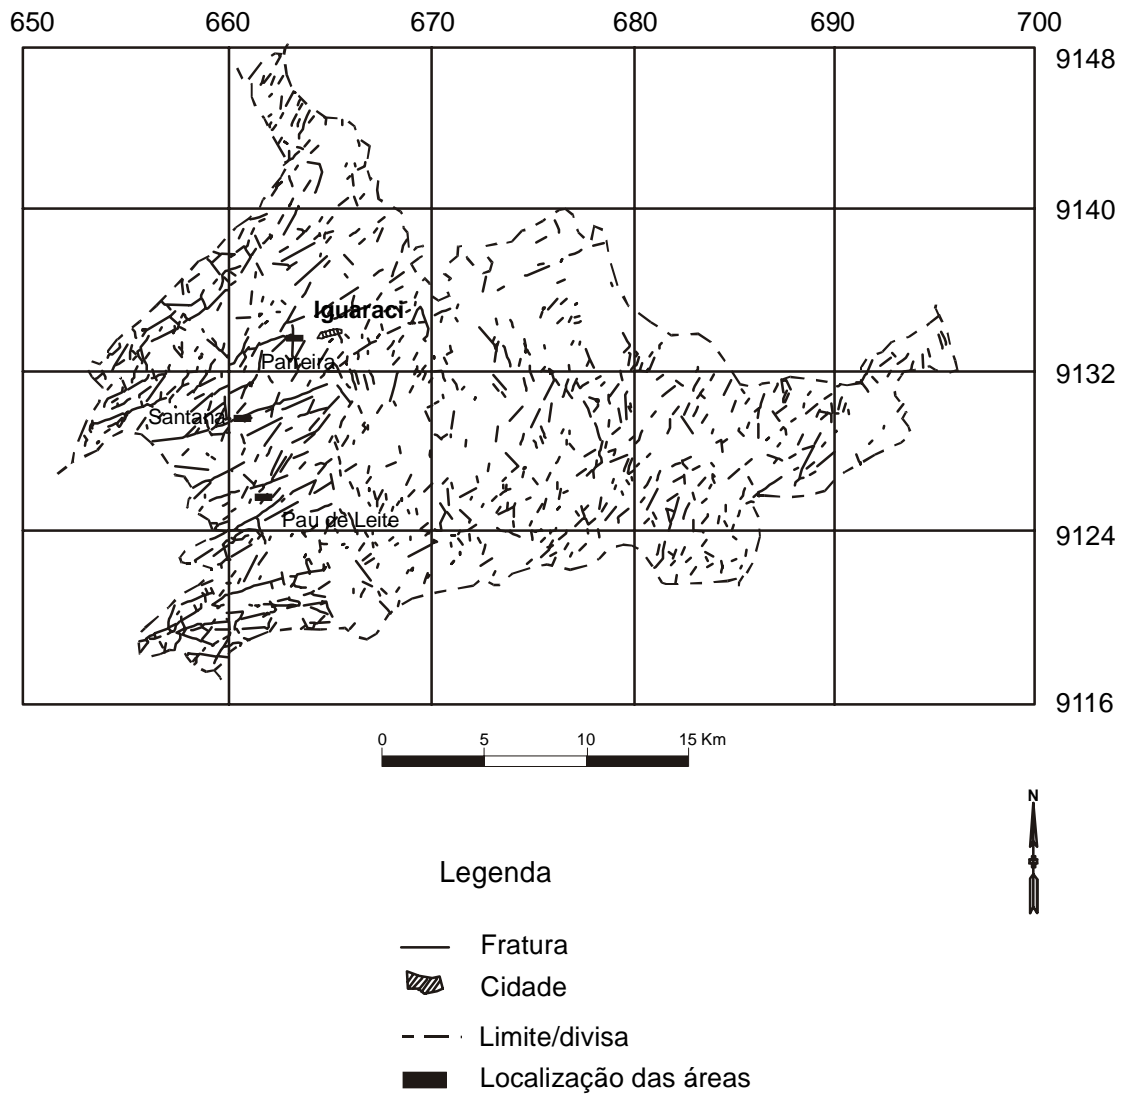 650 660 670 680 690 700
9148
9140
Iguaraci
Parreira
9132
Santana
Pau de Leite
9124
9116
0 5 10 15 Km
N
Legenda
Fratura
Cidade
Limite/divisa
Localização das áreas